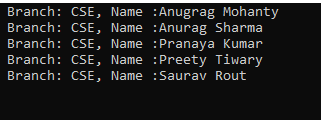 Branch: CSE, Name :Anugrag Mohanty
Branch: CSE, Name :Anurag Sharma
Branch: CSE, Name :Pranaya Kumar
Branch: CSE, Name :Preety Tiwary
Branch: CSE, Name :Saurav Rout